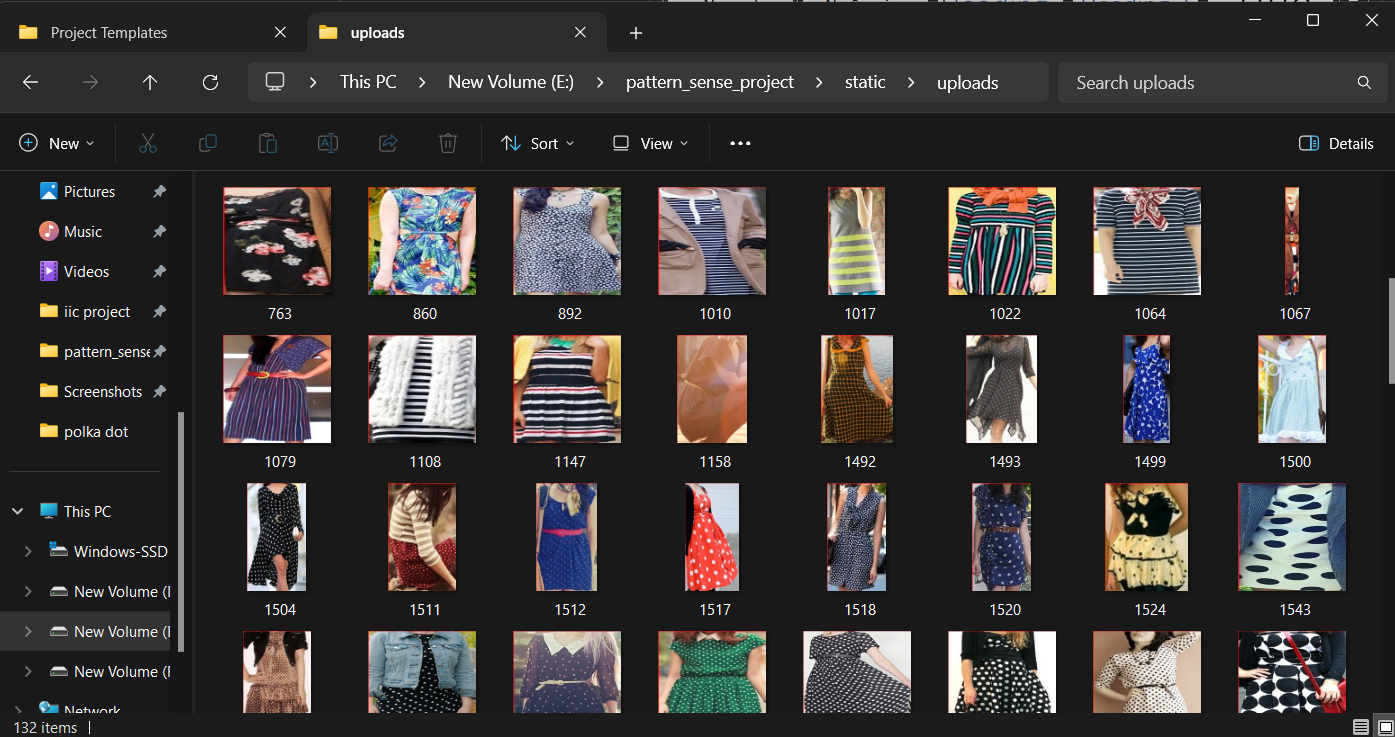 Project Templates
uploads
This PC
New Volume (E:)
pattern_sense_project
static
uploads
Search uploads
New
Sort
View
Details
Pictures
Music
Videos
iic project
pattern_sense
Screenshots
polka dot
This PC
Windows-SSD
New Volume (
New Volume (
New Volume (
Network
763 860 892 1010 1017 1022 1064 1067
1079 1108 1147 1158 1492 1493 1499 1500
1504 1511 1512 1517 1518 1520 1524 1543
132 items